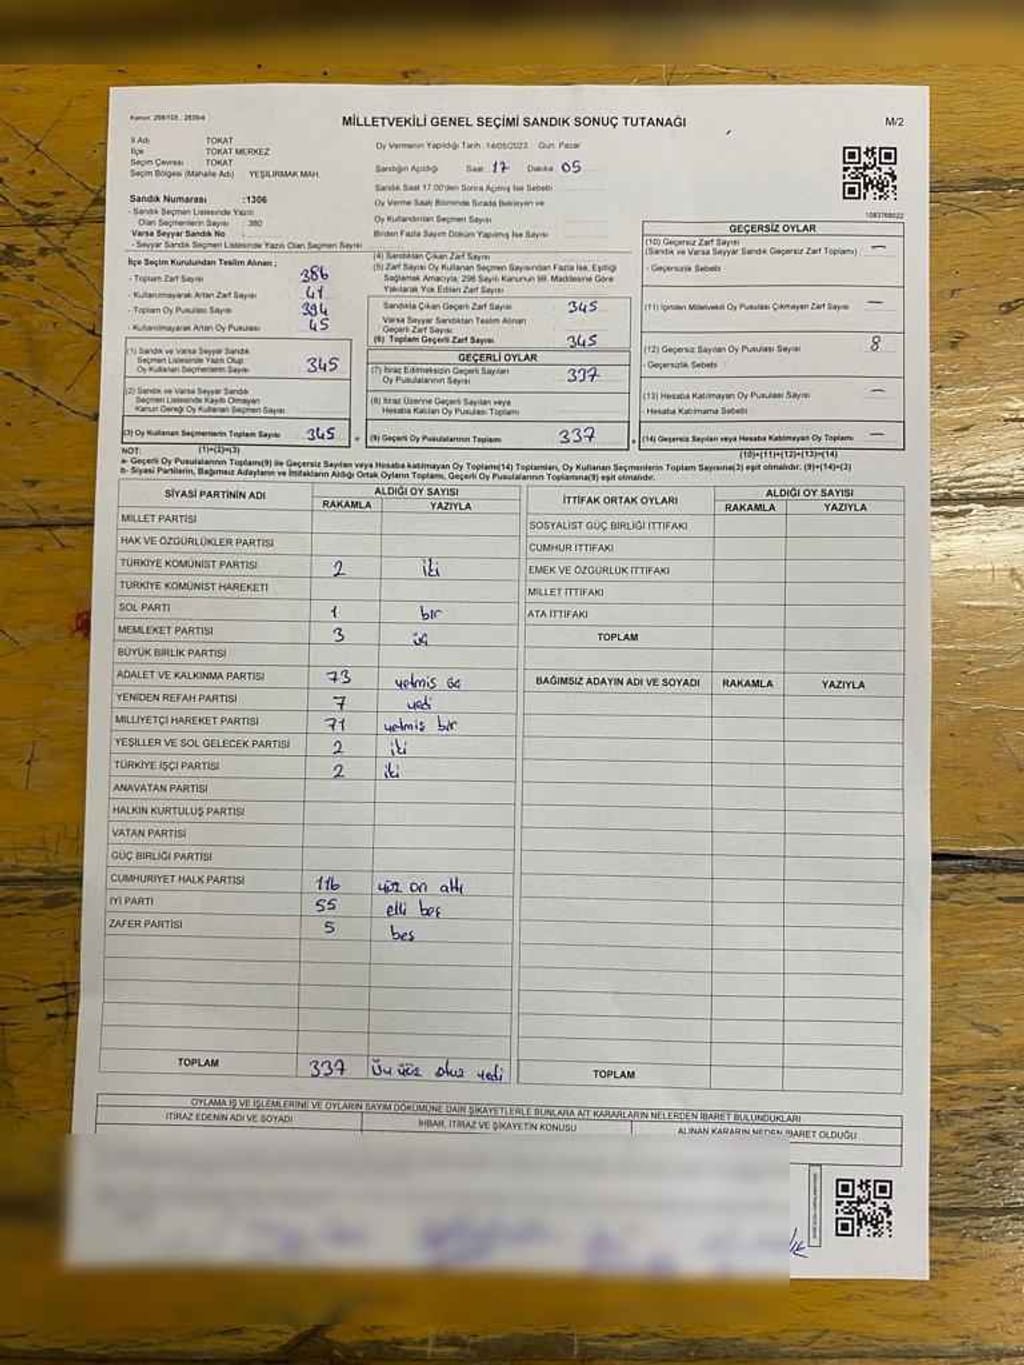 MİLLETVEKİLİ GENEL SEÇİMİ SANDIK SONUÇ TUTANAĞI
M/2
İl Adı TOKAT
İlçe TOKAT MERKEZ
Seçim Çevresi TOKAT
Seçim Bölgesi (Mahalle Adı) YEŞİLIRMAK MAH.
Oy Vermenin Yapıldığı Tarih: 14/05/2023 Gün: Pazar
Sandığın Açıldığı Saat: 17 Dakika 05
Sandık Saat 17.00'den Sonra Açılmış İse Sebebi
Oy Verme Saati Bitiminde Sırada Bekleyen ve
Oy Kullandırılan Seçmen Sayısı
Birden Fazla Sayım Döküm Yapılmış İse Sayısı
Sandık Numarası :1306
- Sandık Seçmen Listesinde Yazılı
Olan Seçmenlerin Sayısı : 380
Varsa Seyyar Sandık No
- Seyyar Sandık Seçmen Listesinde Yazılı Olan Seçmen Sayısı
İlçe Seçim Kurulundan Teslim Alınan ;
- Toplam Zarf Sayısı 386
- Kullanılmayarak Artan Zarf Sayısı 41
- Toplam Oy Pusulası Sayısı 394
- Kullanılmayarak Artan Oy Pusulası 45
(1) Sandık ve Varsa Seyyar Sandık
Seçmen Listesinde Yazılı Olup
Oy Kullanan Seçmenlerin Sayısı 345
(2) Sandık ve Varsa Seyyar Sandık
Seçmen Listesinde Kaydı Olmayan
Kanun Gereği Oy Kullanan Seçmen Sayısı
(3) Oy Kullanan Seçmenlerin Toplam Sayısı 345
(1)+(2)=(3)
(4) Sandıktan Çıkan Zarf Sayısı
(5) Zarf Sayısı Oy Kullanan Seçmen Sayısından Fazla İse, Eşitliği
Sağlamak Amacıyla; 298 Sayılı Kanunun 98. Maddesine Göre
Yakılarak Yok Edilen Zarf Sayısı
Sandıkla Çıkan Geçerli Zarf Sayısı 345
Varsa Seyyar Sandıktan Teslim Alınan
Geçerli Zarf Sayısı
(6) Toplam Geçerli Zarf Sayısı 345
GEÇERLİ OYLAR
(7) İtiraz Edilmeksizin Geçerli Sayılan
Oy Pusulalarının Sayısı 337
(8) İtiraz Üzerine Geçerli Sayılan veya
Hesaba Katılan Oy Pusulası Toplamı
(9) Geçerli Oy Pusulalarının Toplamı 337
GEÇERSİZ OYLAR
(10) Geçersiz Zarf Sayısı
(Sandık ve Varsa Seyyar Sandık Geçersiz Zarf Toplamı) —
- Geçersizlik Sebebi
(11) İçinden Milletvekili Oy Pusulası Çıkmayan Zarf Sayısı —
(12) Geçersiz Sayılan Oy Pusulası Sayısı 8
- Geçersizlik Sebebi
(13) Hesaba Katılmayan Oy Pusulası Sayısı —
- Hesaba Katmama Sebebi
(14) Geçersiz Sayılan veya Hesaba Katılmayan Oy Toplamı —
(10)+(11)+(12)+(13)=(14)
NOT:
a- Geçerli Oy Pusulalarının Toplamı(9) ile Geçersiz Sayılan veya Hesaba katılmayan Oy Toplamı(14) Toplamları, Oy Kullanan Seçmenlerin Toplam Sayısına(3) eşit olmalıdır. (9)+(14)=(3)
b- Siyasi Partilerin, Bağımsız Adayların ve İttifakların Aldığı Oyların Toplamı, Geçerli Oy Pusulalarının Toplamına(9) eşit olmalıdır.
SİYASİ PARTİNİN ADI ALDIĞI OY SAYISI
RAKAMLA YAZIYLA
MİLLET PARTİSİ
HAK VE ÖZGÜRLÜKLER PARTİSİ
TÜRKİYE KOMÜNİST PARTİSİ 2 iki
TÜRKİYE KOMÜNİST HAREKETİ
SOL PARTİ 1 bir
MEMLEKET PARTİSİ 3 üç
BÜYÜK BİRLİK PARTİSİ
ADALET VE KALKINMA PARTİSİ 73 yetmiş üç
YENİDEN REFAH PARTİSİ 7 yedi
MİLLİYETÇİ HAREKET PARTİSİ 71 yetmiş bir
YEŞİLLER VE SOL GELECEK PARTİSİ 2 iki
TÜRKİYE İŞÇİ PARTİSİ 2 iki
ANAVATAN PARTİSİ
HALKIN KURTULUŞ PARTİSİ
VATAN PARTİSİ
GÜÇ BİRLİĞİ PARTİSİ
CUMHURİYET HALK PARTİSİ 116 yüz on altı
İYİ PARTİ 55 elli beş
ZAFER PARTİSİ 5 beş
TOPLAM 337 Üç yüz otuz yedi
İTTİFAK ORTAK OYLARI ALDIĞI OY SAYISI
RAKAMLA YAZIYLA
SOSYALİST GÜÇ BİRLİĞİ İTTİFAKI
CUMHUR İTTİFAKI
EMEK VE ÖZGÜRLÜK İTTİFAKI
MİLLET İTTİFAKI
ATA İTTİFAKI
TOPLAM
BAĞIMSIZ ADAYIN ADI VE SOYADI RAKAMLA YAZIYLA
TOPLAM
OYLAMA İŞ VE İŞLEMLERİNE VE OYLARIN SAYIM DÖKÜMÜNE DAİR ŞİKAYETLERLE BUNLARA AİT KARARLARIN NELERDEN İBARET BULUNDUKLARI
İTİRAZ EDENİN ADI VE SOYADI İHBAR, İTİRAZ VE ŞİKAYETİN KONUSU ALINAN KARARIN NEDEN İBARET OLDUĞU